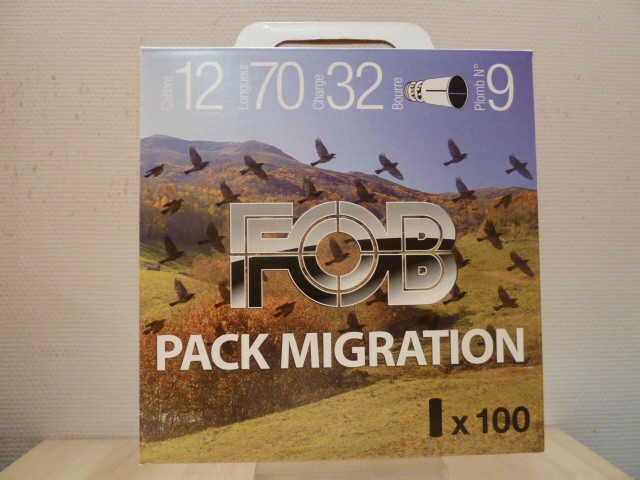 Calibre 12 Longueur 70 Charge 32 Bourre Plomb N° 9
FOB
PACK MIGRATION
x 100